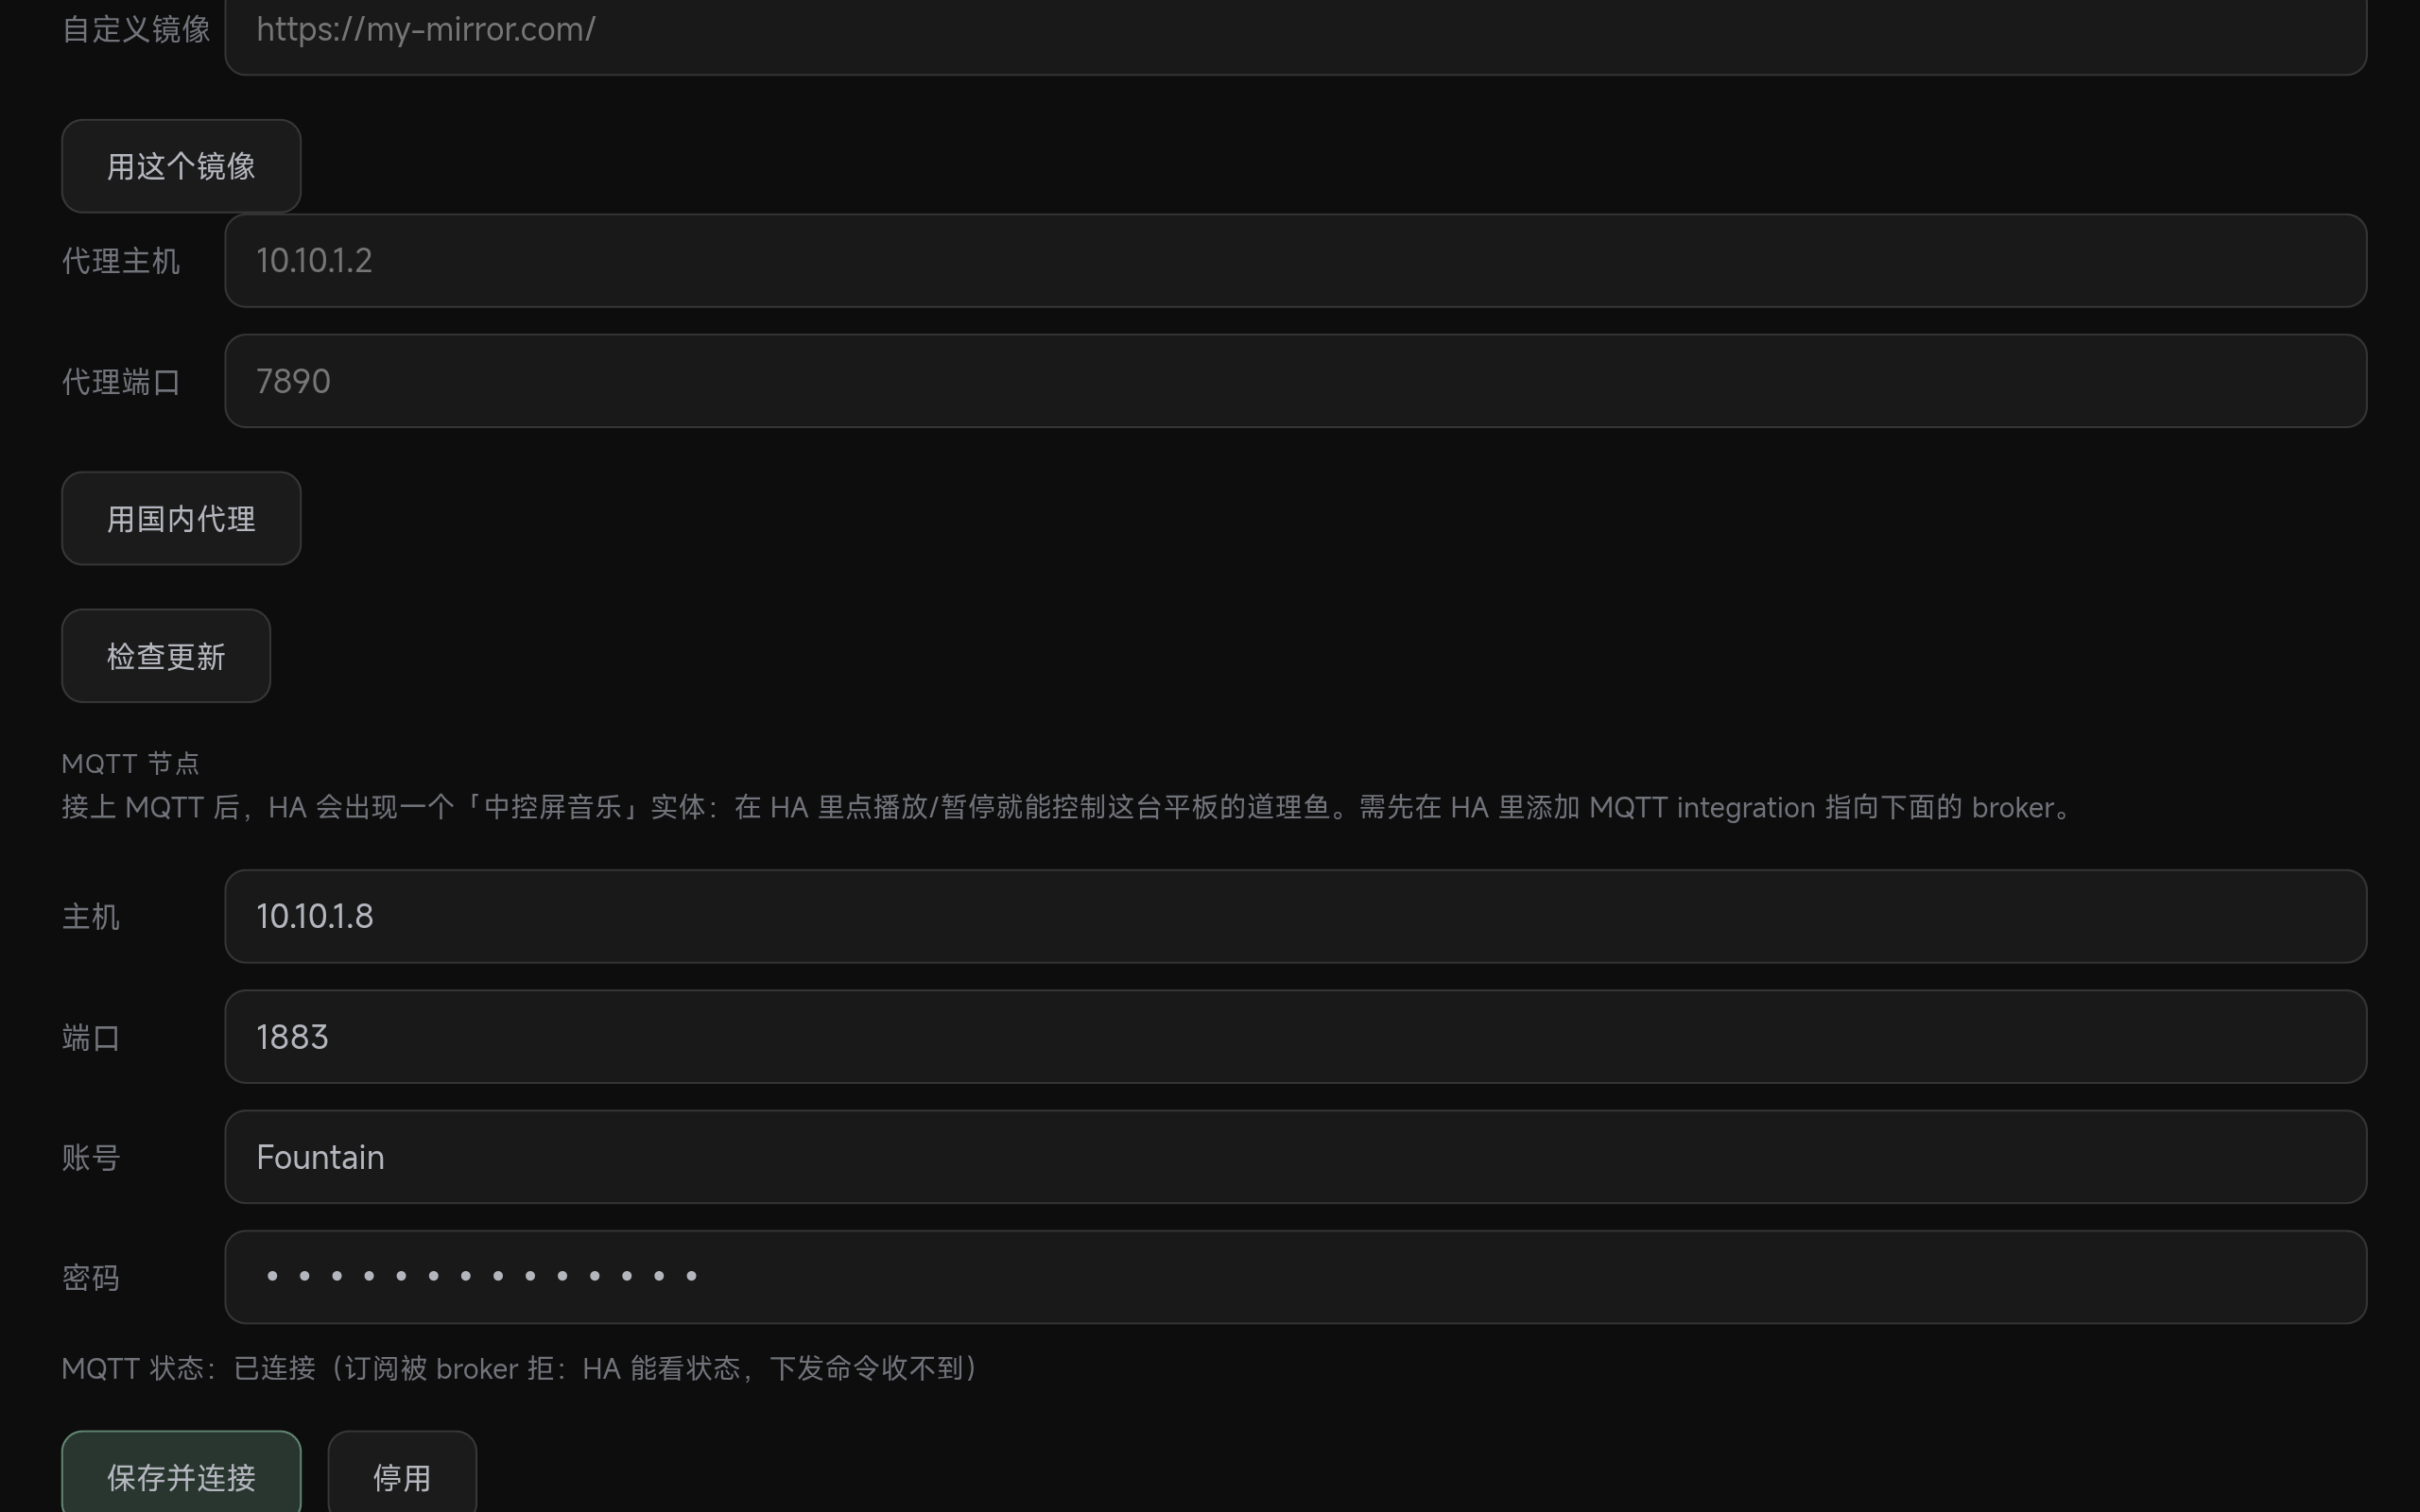 自定义镜像 https://my-mirror.com/
用这个镜像
代理主机 10.10.1.2
代理端口 7890
用国内代理
检查更新
MQTT 节点
接上 MQTT 后，HA 会出现一个「中控屏音乐」实体：在 HA 里点播放/暂停就能控制这台平板的道理鱼。需先在 HA 里添加 MQTT integration 指向下面的 broker。
主机 10.10.1.8
端口 1883
账号 Fountain
密码 ••••••••••••••
MQTT 状态：已连接（订阅被 broker 拒：HA 能看状态，下发命令收不到）
保存并连接 停用